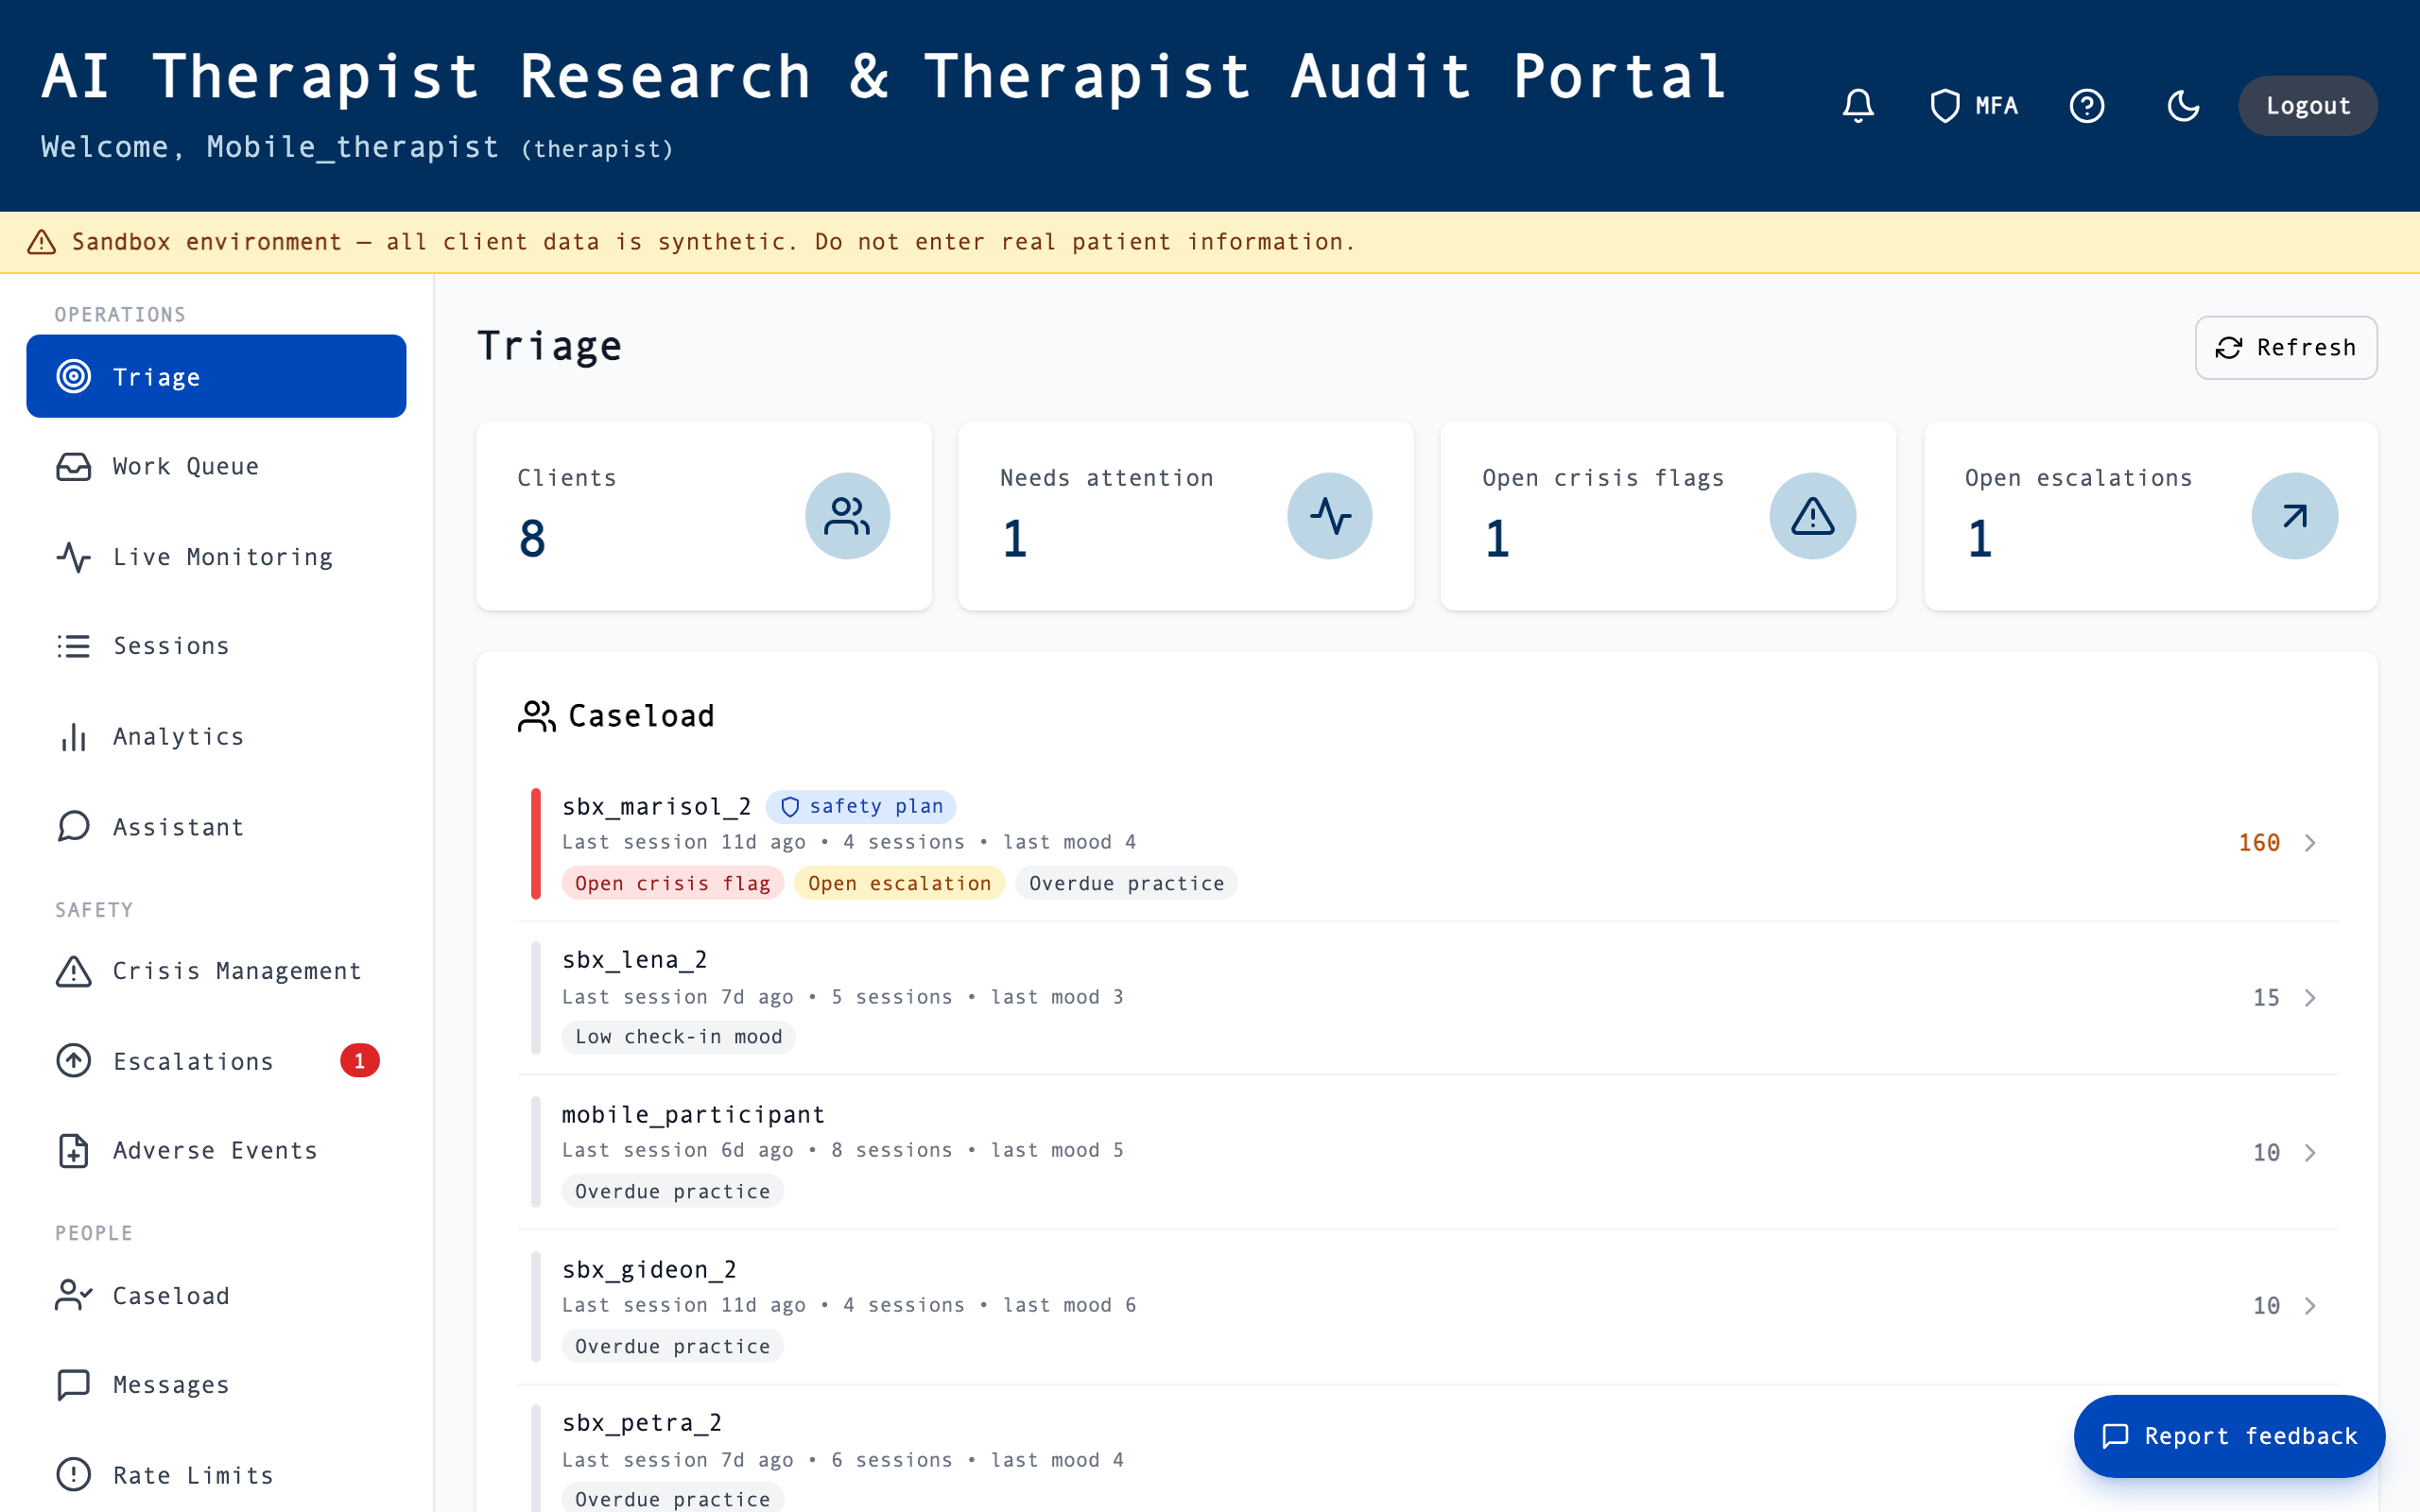 AI Therapist Research & Therapist Audit Portal
Welcome, Mobile_therapist (therapist)
MFA
Logout
Sandbox environment — all client data is synthetic. Do not enter real patient information.
OPERATIONS
Triage
Work Queue
Live Monitoring
Sessions
Analytics
Assistant
SAFETY
Crisis Management
Escalations
1
Adverse Events
PEOPLE
Caseload
Messages
Rate Limits
Triage
Refresh
Clients
8
Needs attention
1
Open crisis flags
1
Open escalations
1
Caseload
sbx_marisol_2 safety plan
Last session 11d ago • 4 sessions • last mood 4
Open crisis flag Open escalation Overdue practice
160
sbx_lena_2
Last session 7d ago • 5 sessions • last mood 3
Low check-in mood
15
mobile_participant
Last session 6d ago • 8 sessions • last mood 5
Overdue practice
10
sbx_gideon_2
Last session 11d ago • 4 sessions • last mood 6
Overdue practice
10
sbx_petra_2
Last session 7d ago • 6 sessions • last mood 4
Overdue practice
Report feedback